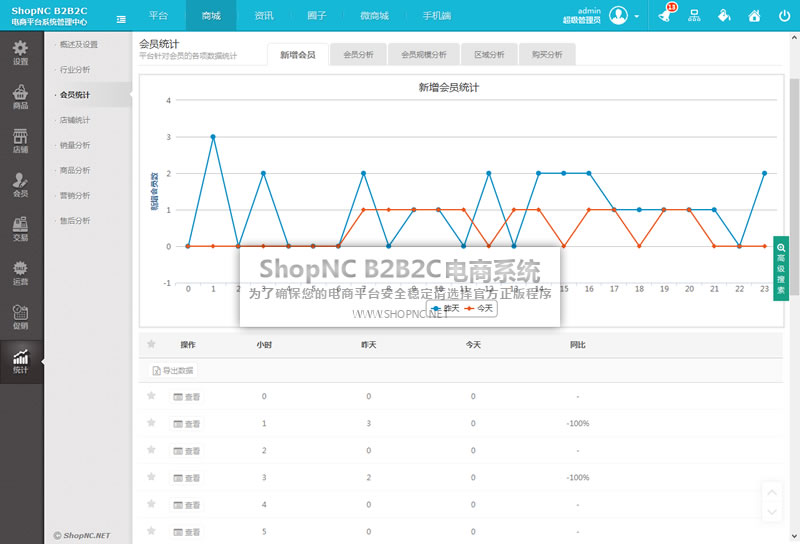 ShopNC B2B2C
电商平台系统管理中心
平台
商城
资讯
圈子
微商城
手机端
admin
超级管理员
13
设置
商品
店铺
会员
交易
运营
促销
统计
· 概述及设置
· 行业分析
· 会员统计
· 店铺统计
· 销量分析
· 商品分析
· 营销分析
· 售后分析
© ShopNC.NET
会员统计
平台针对会员的各项数据统计
新增会员
会员分析
会员规模分析
区域分析
购买分析
新增会员统计
新增会员数
4
3
2
1
0
-1
0 1 2 3 4 5 6 7 8 9 10 11 12 13 14 15 16 17 18 19 20 21 22 23
ShopNC B2B2C电商系统
为了确保您的电商平台安全稳定请选择官方正版程序
WWW.SHOPNC.NET
昨天 今天
高级搜索
操作 小时 昨天 今天 同比
导出数据
查看 0 0 0 -
查看 1 3 0 -100%
查看 2 0 0 -
查看 3 2 0 -100%
查看 4 0 0 -
查看 5 0 0 -